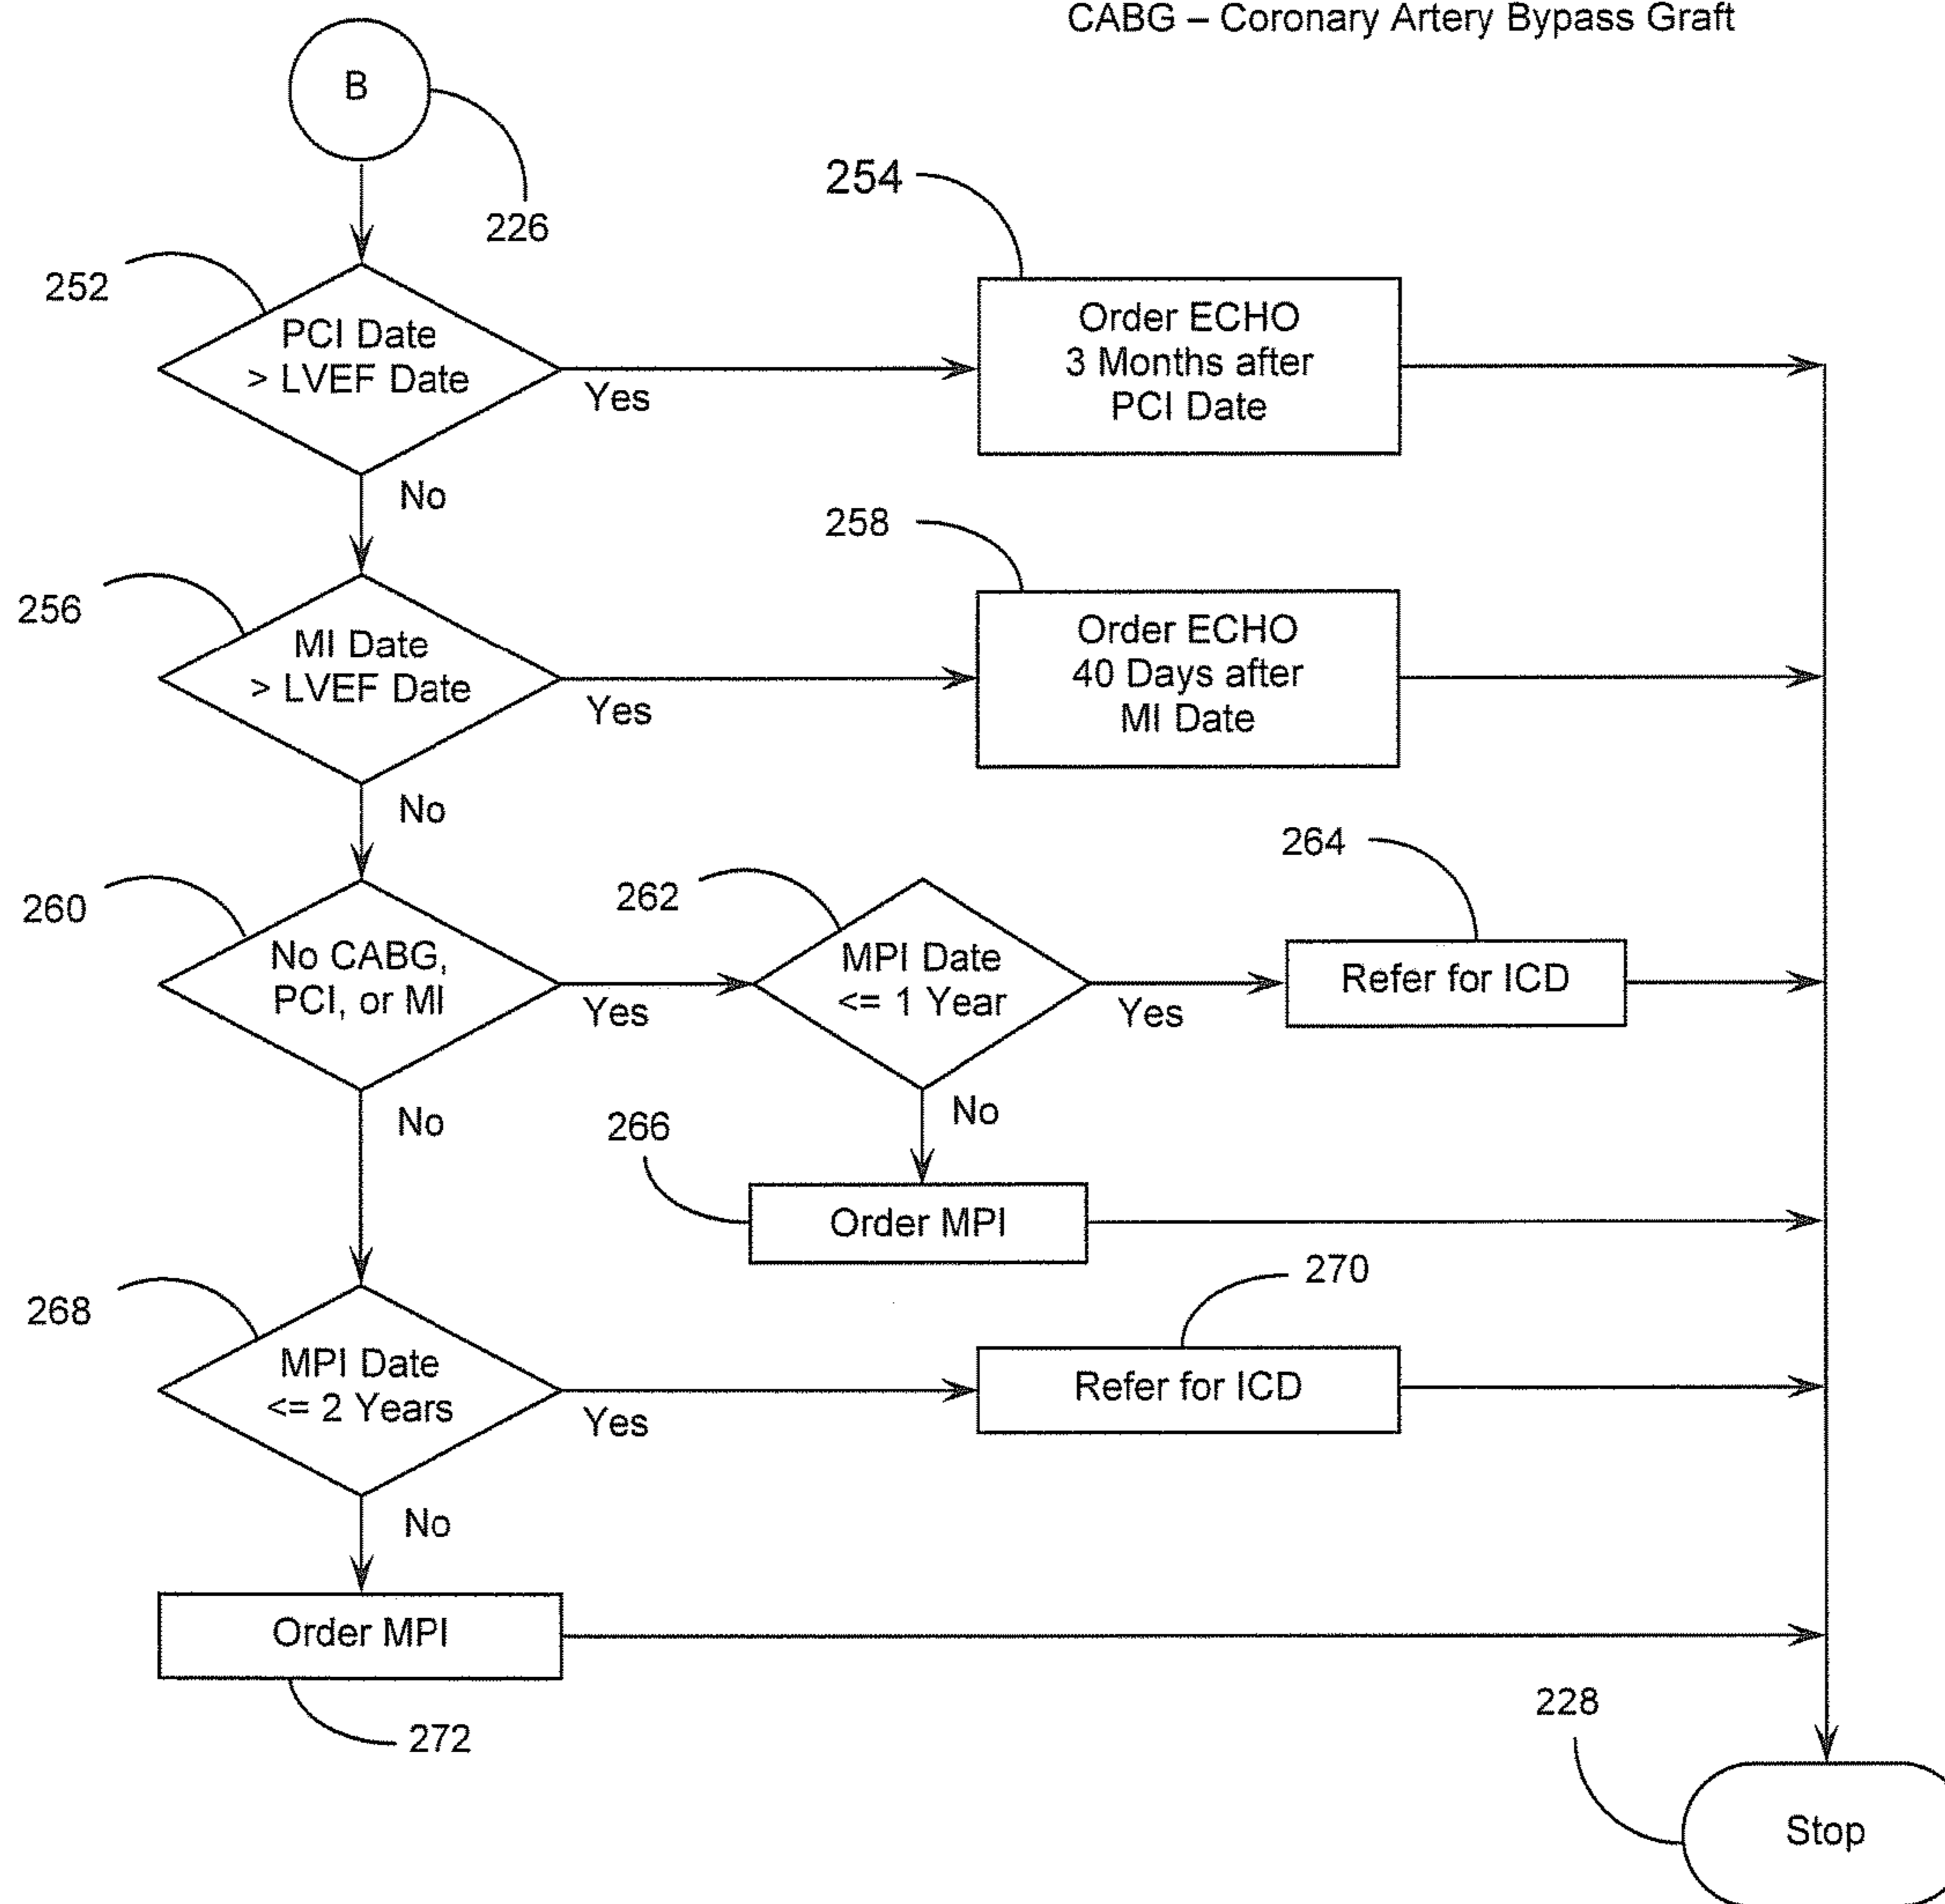 CABG – Coronary Artery Bypass Graft
B
226
252
PCI Date
> LVEF Date
Yes
No
254
Order ECHO
3 Months after
PCI Date
256
MI Date
> LVEF Date
Yes
No
258
Order ECHO
40 Days after
MI Date
260
No CABG,
PCI, or MI
Yes
No
262
MPI Date
<= 1 Year
Yes
No
264
Refer for ICD
266
Order MPI
268
MPI Date
<= 2 Years
Yes
No
270
Refer for ICD
Order MPI
272
228
Stop